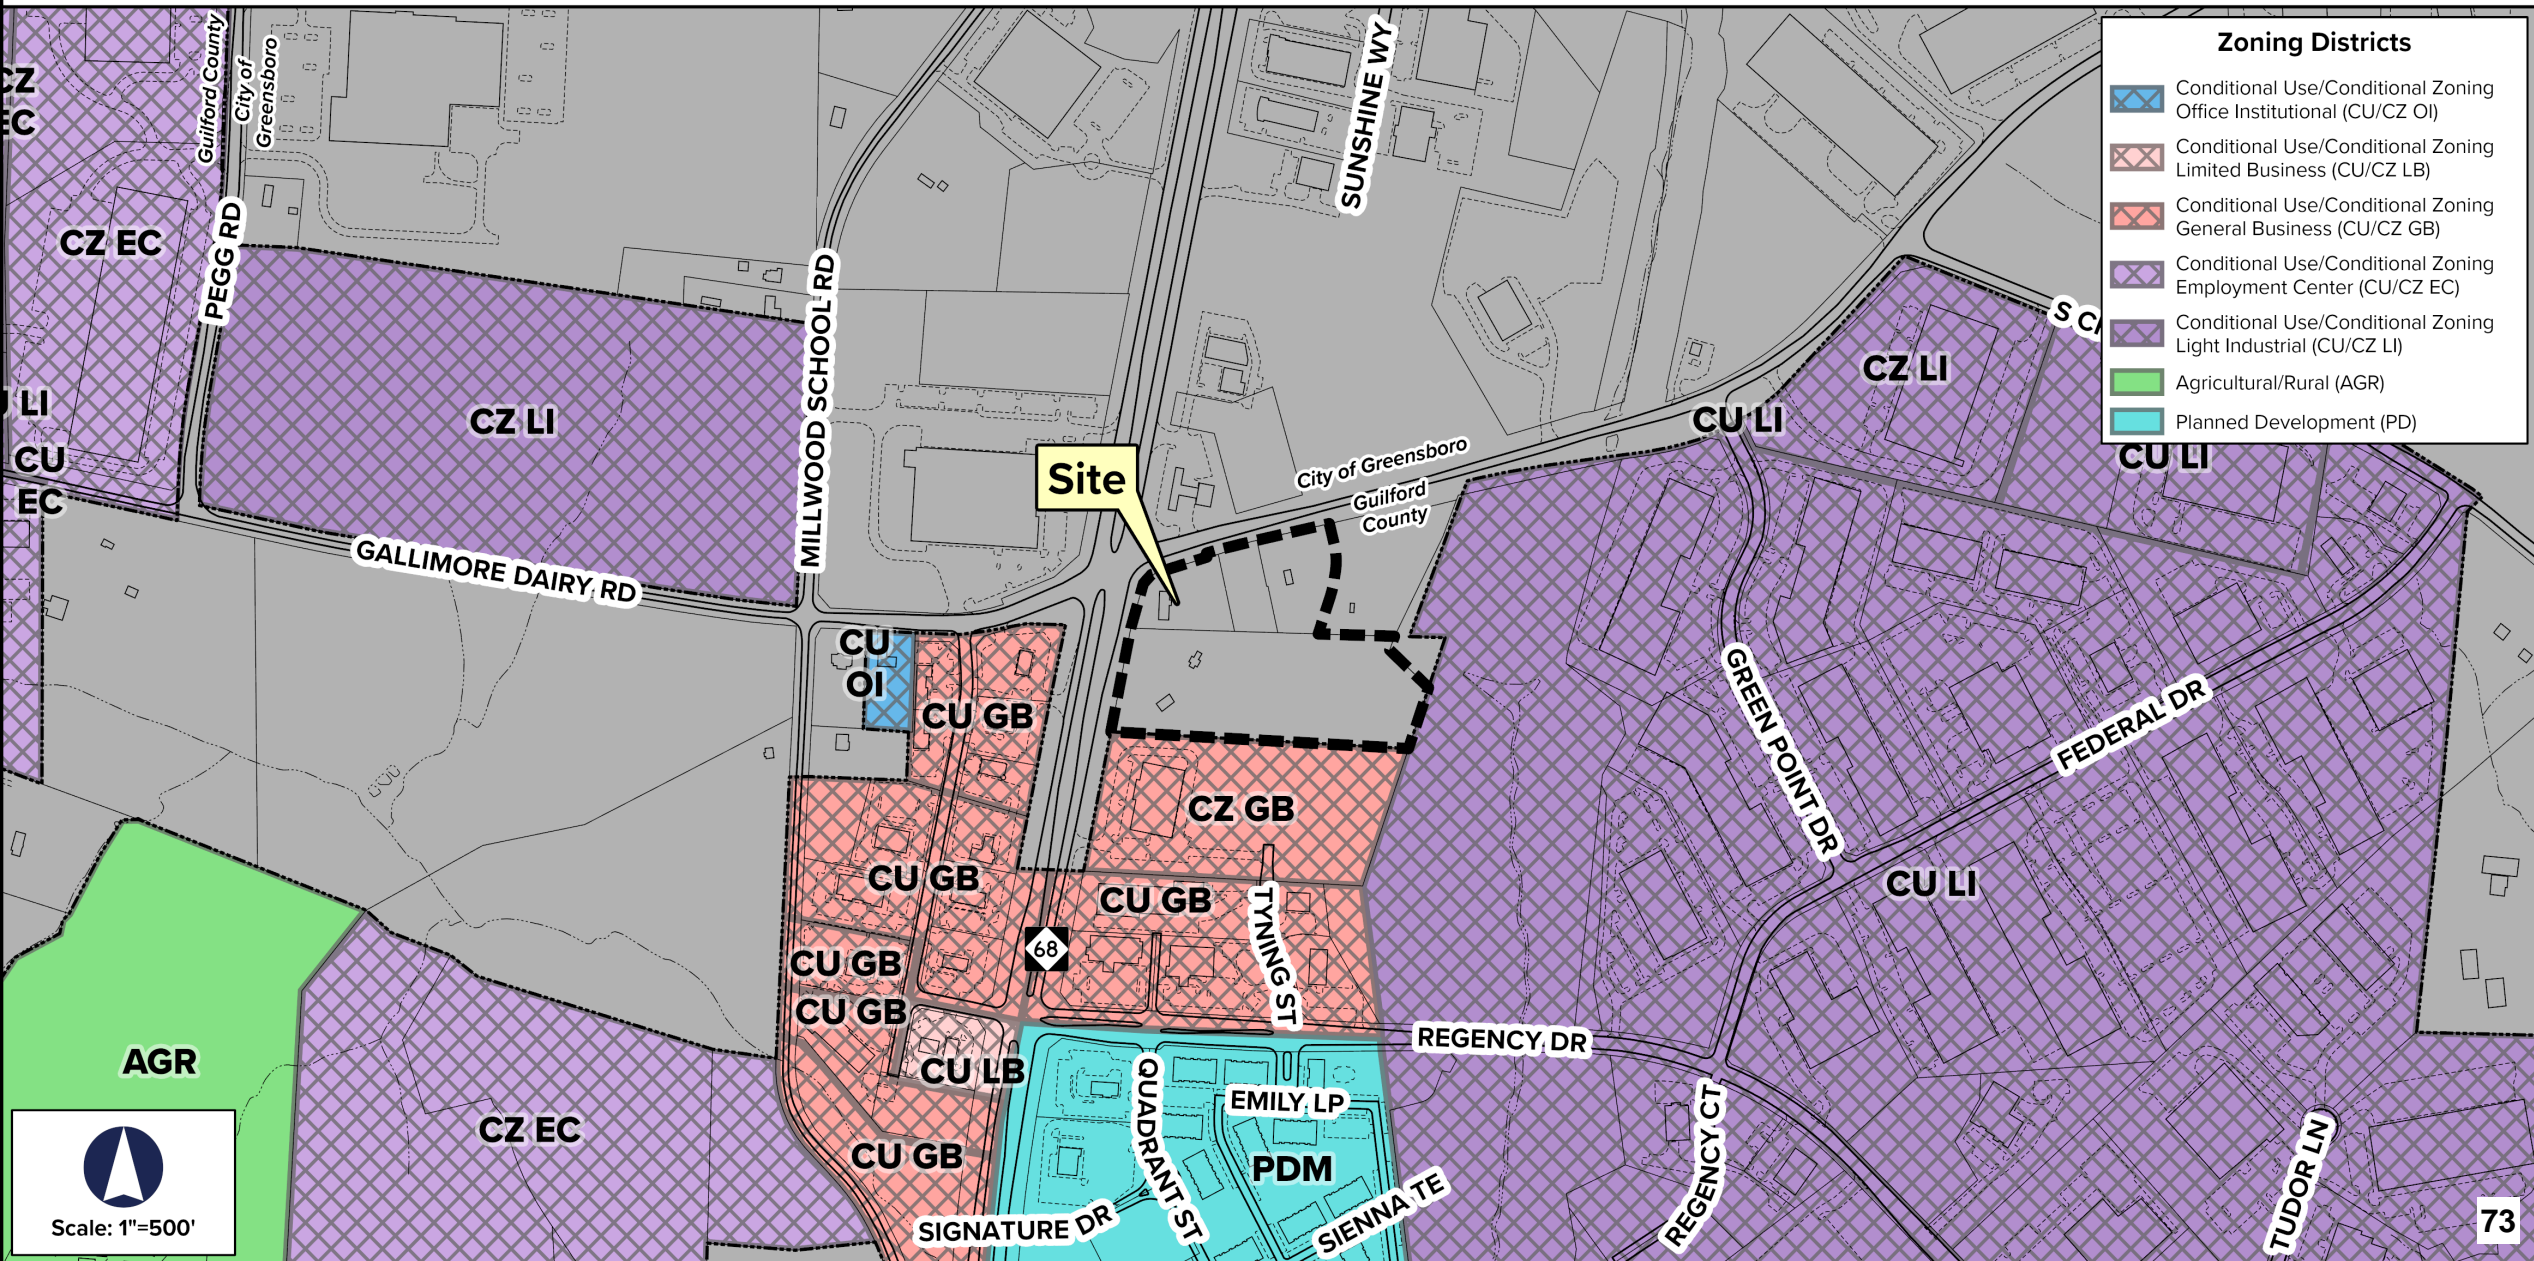 Zoning Districts
Conditional Use/Conditional Zoning
Office Institutional (CU/CZ OI)
Conditional Use/Conditional Zoning
Limited Business (CU/CZ LB)
Conditional Use/Conditional Zoning
General Business (CU/CZ GB)
Conditional Use/Conditional Zoning
Employment Center (CU/CZ EC)
Conditional Use/Conditional Zoning
Light Industrial (CU/CZ LI)
Agricultural/Rural (AGR)
Planned Development (PD)
Guilford County
City of
Greensboro
SUNSHINE WY
CZ
EC
CZ EC
PEGG RD
MILLWOOD SCHOOL RD
S CH
CZ LI
CZ LI
CU LI
CU LI
LI
CU
EC
Site
City of Greensboro
Guilford
County
GALLIMORE DAIRY RD
CU
OI
CU GB
GREEN POINT DR
FEDERAL DR
CZ GB
CU GB
CU GB
CU LI
TYNING ST
68
CU GB
CU GB
REGENCY DR
CU LB
AGR
QUADRANT ST
EMILY LP
REGENCY CT
CZ EC
CU GB
PDM
TUDOR LN
SIGNATURE DR
SIENNA TE
Scale: 1"=500'
73